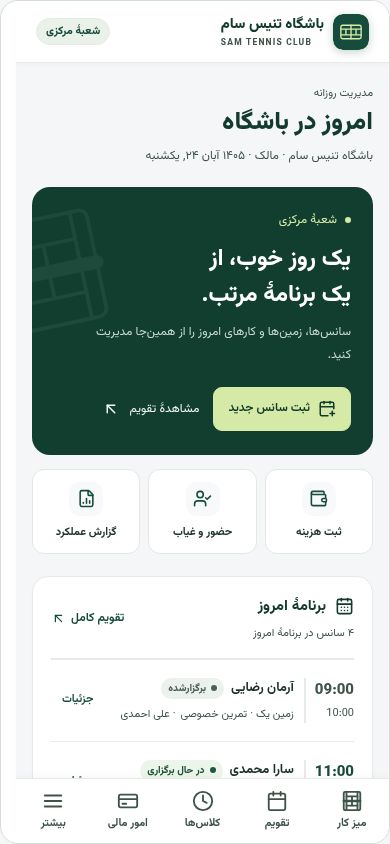 باشگاه تنیس سام
SAM TENNIS CLUB
شعبهٔ مرکزی
مدیریت روزانه
امروز در باشگاه
باشگاه تنیس سام · مالک · ۱۴۰۵ آبان ۲۴, یکشنبه
شعبهٔ مرکزی
یک روز خوب، از
یک برنامهٔ مرتب.
سانس‌ها، زمین‌ها و کارهای امروز را از همین‌جا مدیریت
کنید.
ثبت سانس جدید
مشاهدهٔ تقویم
ثبت هزینه
حضور و غیاب
گزارش عملکرد
برنامهٔ امروز
تقویم کامل
۴ سانس در برنامهٔ امروز
09:00
آرمان رضایی
برگزارشده
جزئیات
10:00
زمین یک · تمرین خصوصی · علی احمدی
11:00
سارا محمدی
در حال برگزاری
میز کار
تقویم
کلاس‌ها
امور مالی
بیشتر